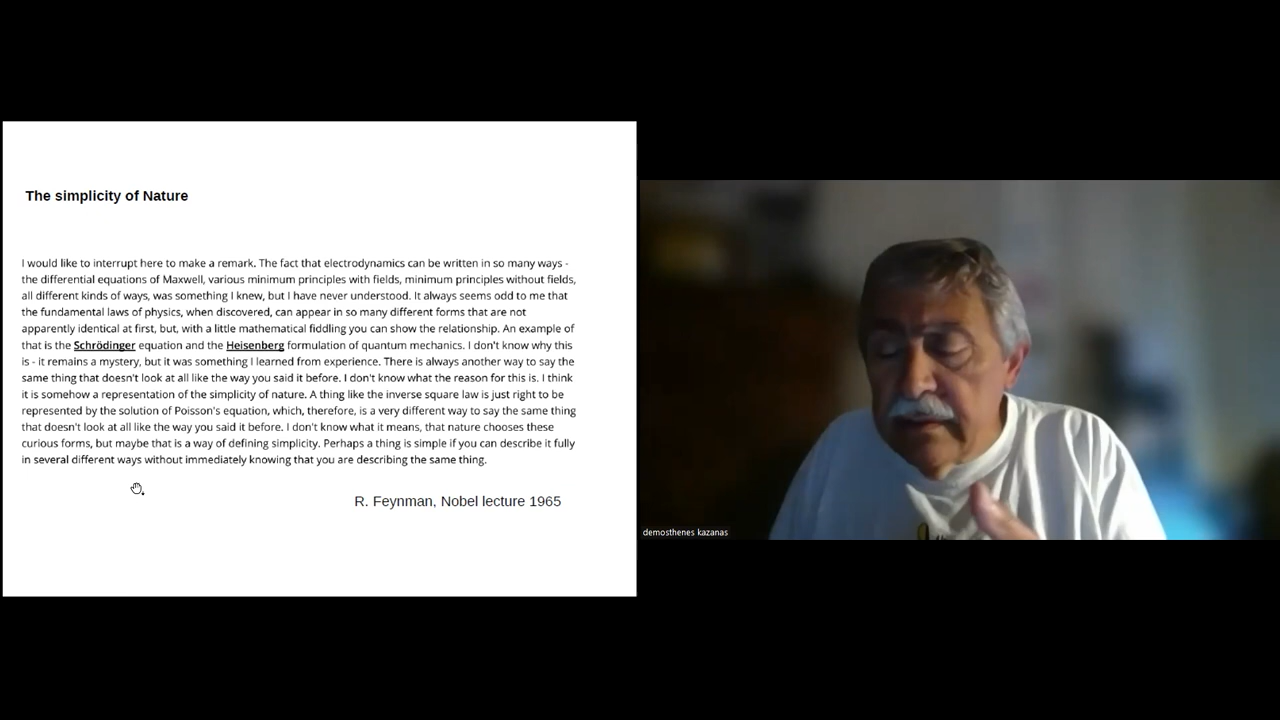 The simplicity of Nature
I would like to interrupt here to make a remark. The fact that electrodynamics can be written in so many ways -
the differential equations of Maxwell, various minimum principles with fields, minimum principles without fields,
all different kinds of ways, was something I knew, but I have never understood. It always seems odd to me that
the fundamental laws of physics, when discovered, can appear in so many different forms that are not
apparently identical at first, but, with a little mathematical fiddling you can show the relationship. An example of
that is the Schrödinger equation and the Heisenberg formulation of quantum mechanics. I don't know why this
is - it remains a mystery, but it was something I learned from experience. There is always another way to say the
same thing that doesn't look at all like the way you said it before. I don't know what the reason for this is. I think
it is somehow a representation of the simplicity of nature. A thing like the inverse square law is just right to be
represented by the solution of Poisson's equation, which, therefore, is a very different way to say the same thing
that doesn't look at all like the way you said it before. I don't know what it means, that nature chooses these
curious forms, but maybe that is a way of defining simplicity. Perhaps a thing is simple if you can describe it fully
in several different ways without immediately knowing that you are describing the same thing.
R. Feynman, Nobel lecture 1965
demosthenes kazanas